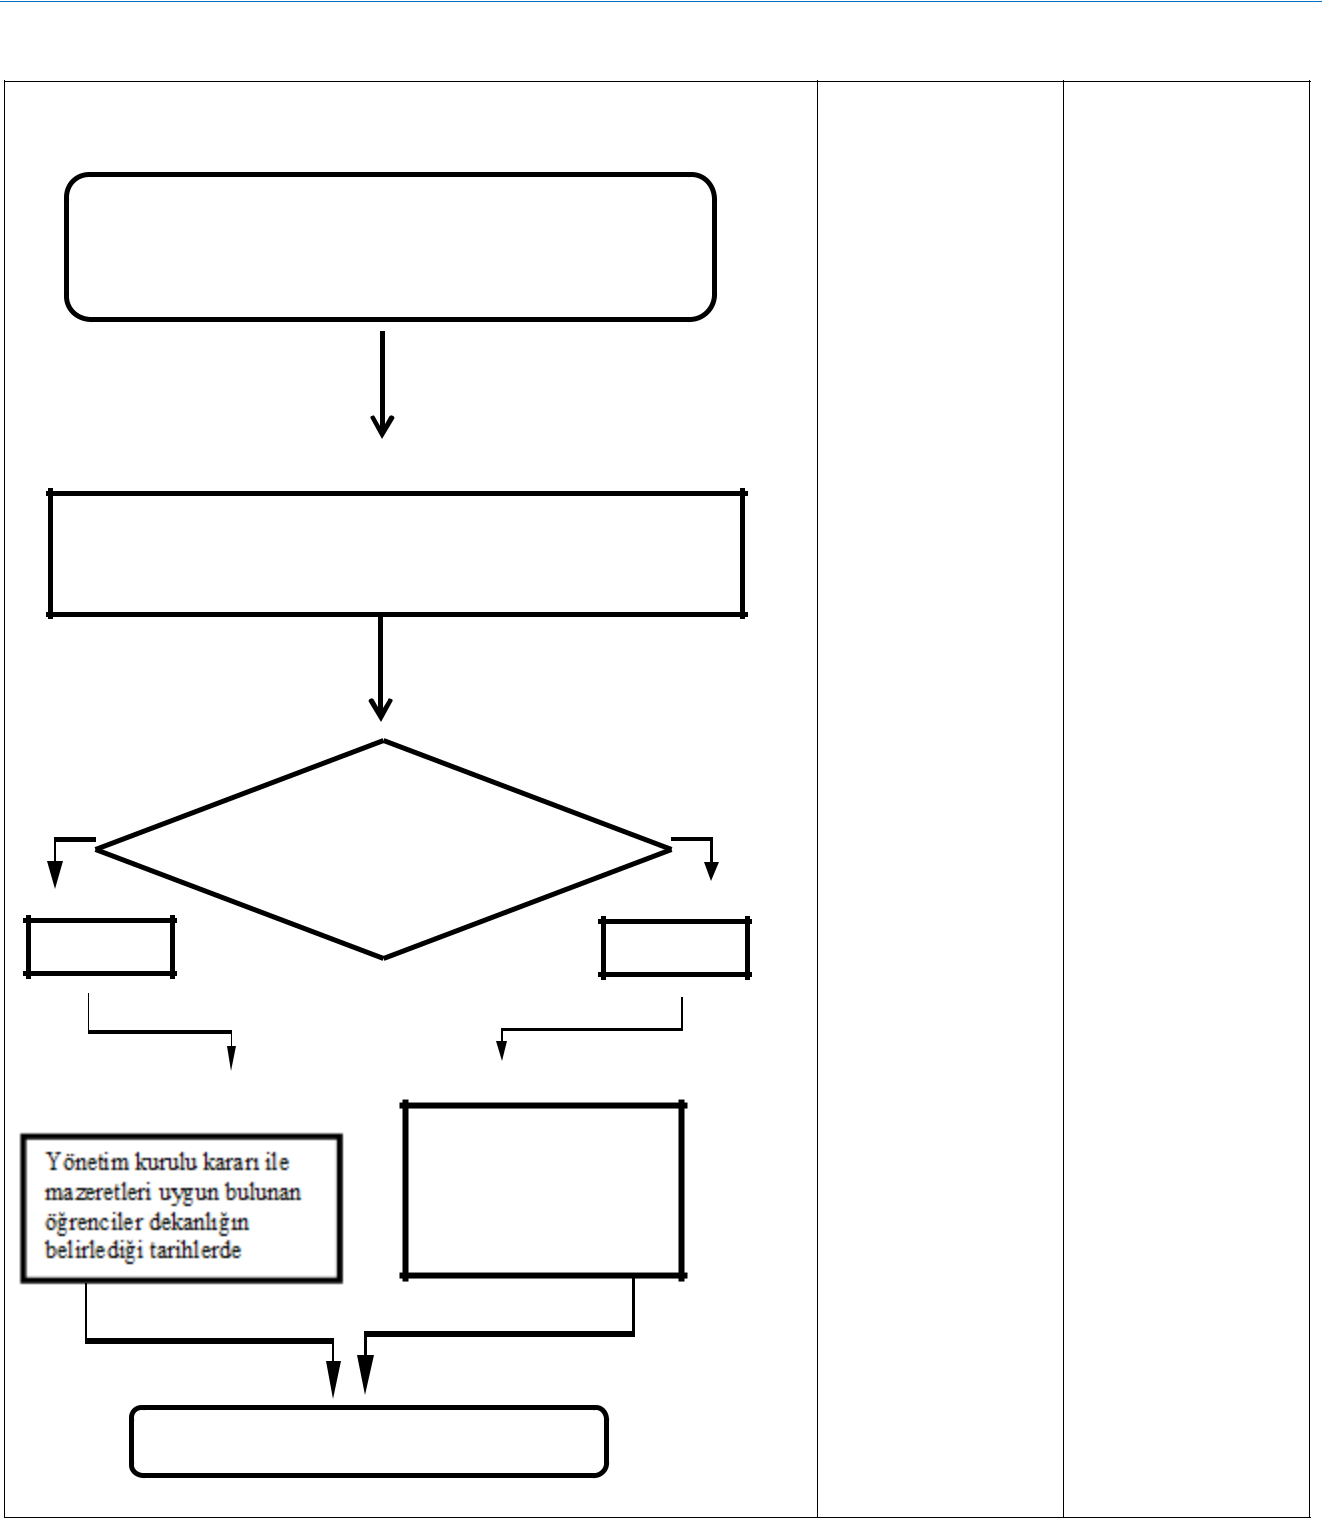 Yönetim kurulu kararı ile
mazeretleri uygun bulunan
öğrenciler dekanlığın
belirlediği tarihlerde